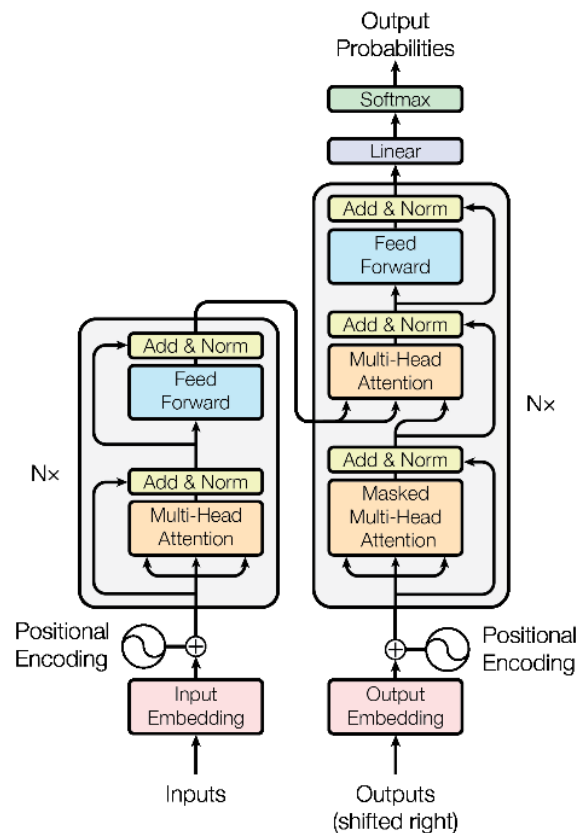 Output
Probabilities
Softmax
Linear
Add & Norm
Feed
Forward
Add & Norm
Multi-Head
Attention
Add & Norm
Masked
Multi-Head
Attention
N×
Add & Norm
Feed
Forward
Add & Norm
Multi-Head
Attention
N×
Positional
Encoding
Positional
Encoding
Input
Embedding
Output
Embedding
Inputs
Outputs
(shifted right)